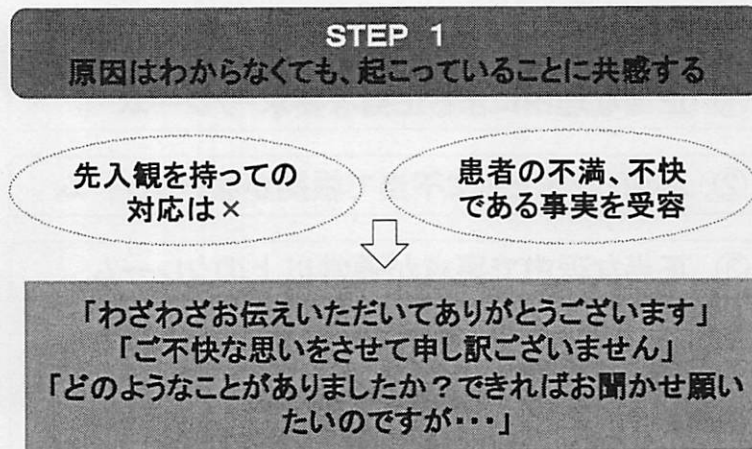 STEP 1
原因はわからなくても、起こっていることに共感する
先入観を持っての
対応は×
患者の不満、不快
である事実を受容
「わざわざお伝えいただいてありがとうございます」
「ご不快な思いをさせて申し訳ございません」
「どのようなことがありましたか？できればお聞かせ願い
たいのですが・・・」